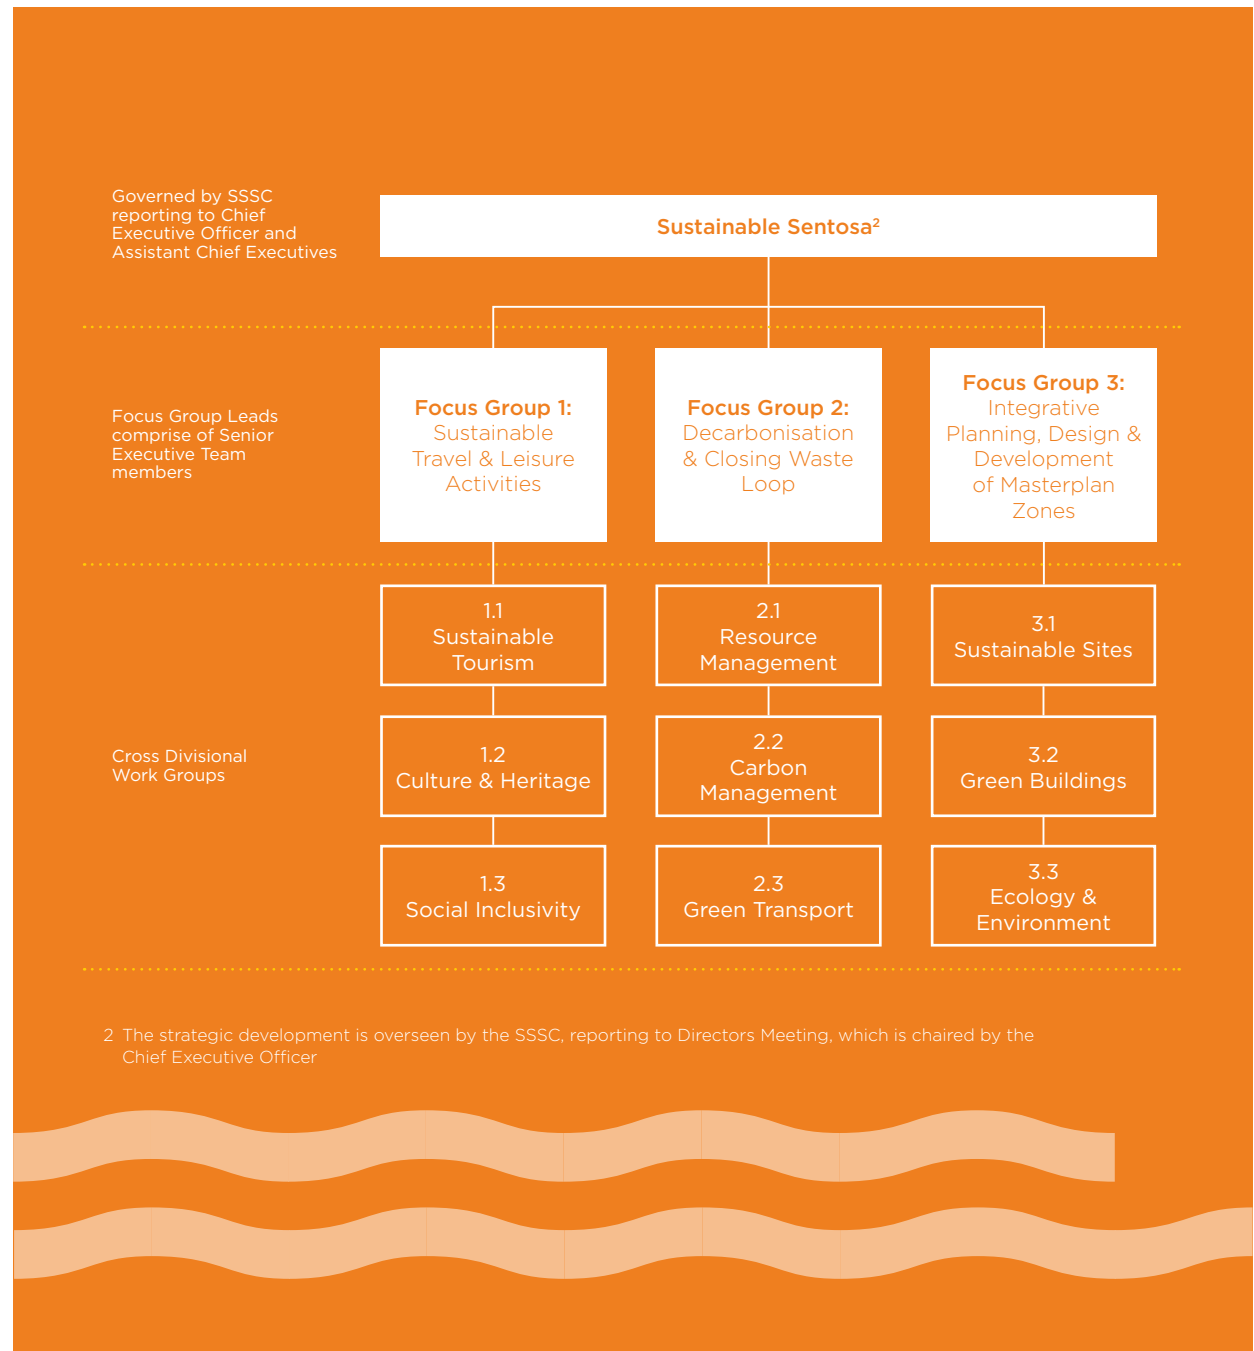 Governed by SSSC
reporting to Chief
Executive Officer and
Assistant Chief Executives
Sustainable Sentosa²
Focus Group Leads
comprise of Senior
Executive Team
members
Focus Group 1:
Sustainable
Travel & Leisure
Activities
Focus Group 2:
Decarbonisation
& Closing Waste
Loop
Focus Group 3:
Integrative
Planning, Design &
Development
of Masterplan
Zones
Cross Divisional
Work Groups
1.1
Sustainable
Tourism
2.1
Resource
Management
3.1
Sustainable Sites
1.2
Culture & Heritage
2.2
Carbon
Management
3.2
Green Buildings
1.3
Social Inclusivity
2.3
Green Transport
3.3
Ecology &
Environment
2 The strategic development is overseen by the SSSC, reporting to Directors Meeting, which is chaired by the
Chief Executive Officer